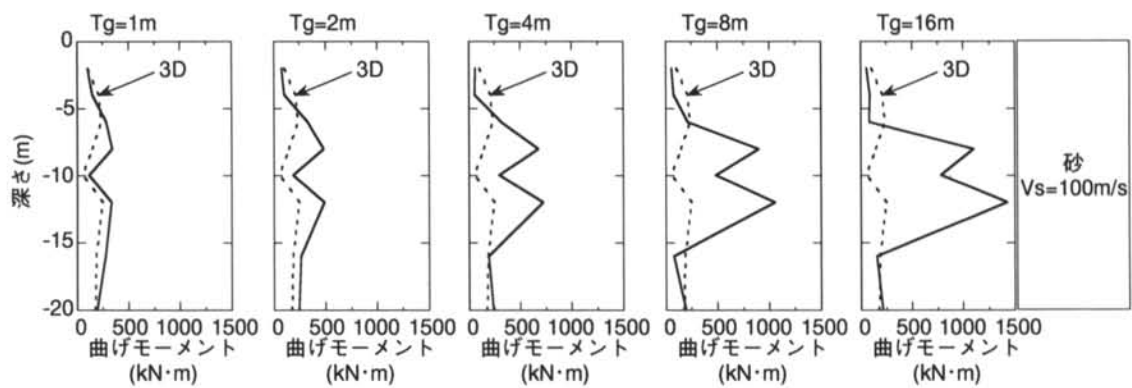 Tg=1m Tg=2m Tg=4m Tg=8m Tg=16m
0
3D 3D 3D 3D 3D
-5
-10
-15
-20
深さ(m)
砂
Vs=100m/s
0 500 1000 1500 0 500 1000 1500 0 500 1000 1500 0 500 1000 1500 0 500 1000 1500
曲げモーメント 曲げモーメント 曲げモーメント 曲げモーメント 曲げモーメント
(kN・m) (kN・m) (kN・m) (kN・m) (kN・m)